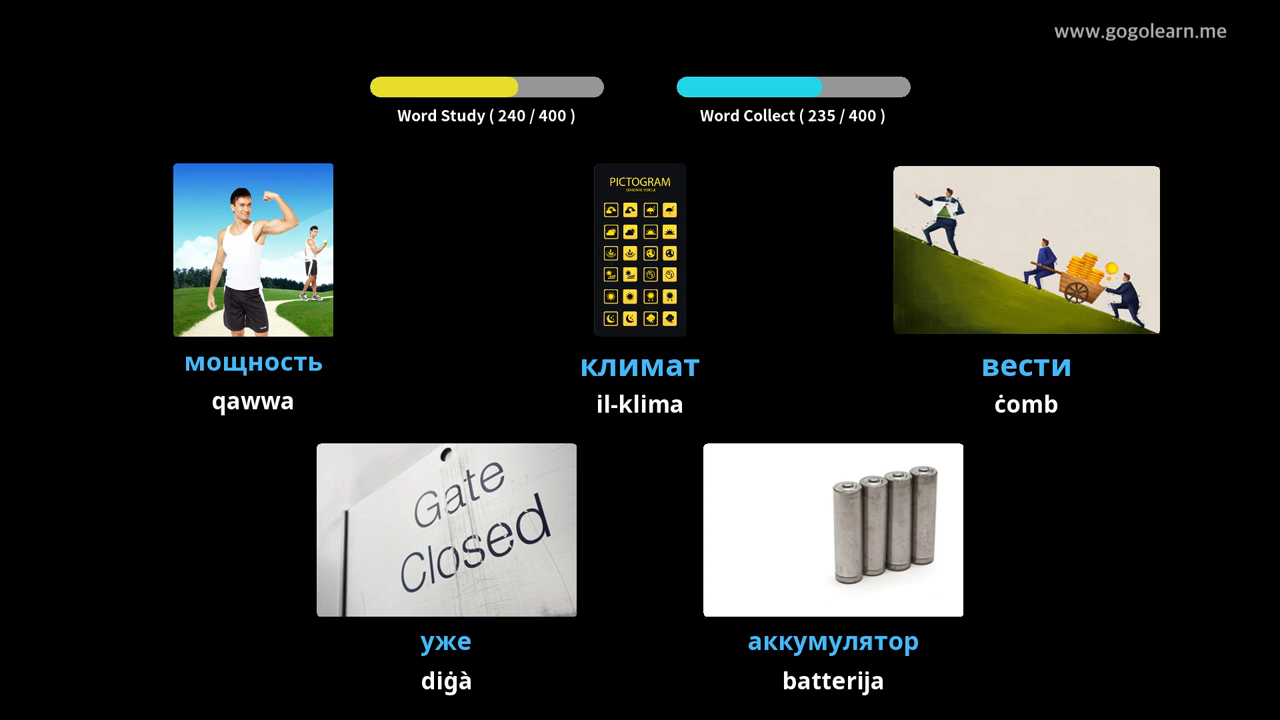 www.gogolearn.me
Word Study ( 240 / 400 )
Word Collect ( 235 / 400 )
PICTOGRAM
мощность
qawwa
климат
il-klima
вести
ċomb
Gate
Closed
уже
diġà
аккумулятор
batterija